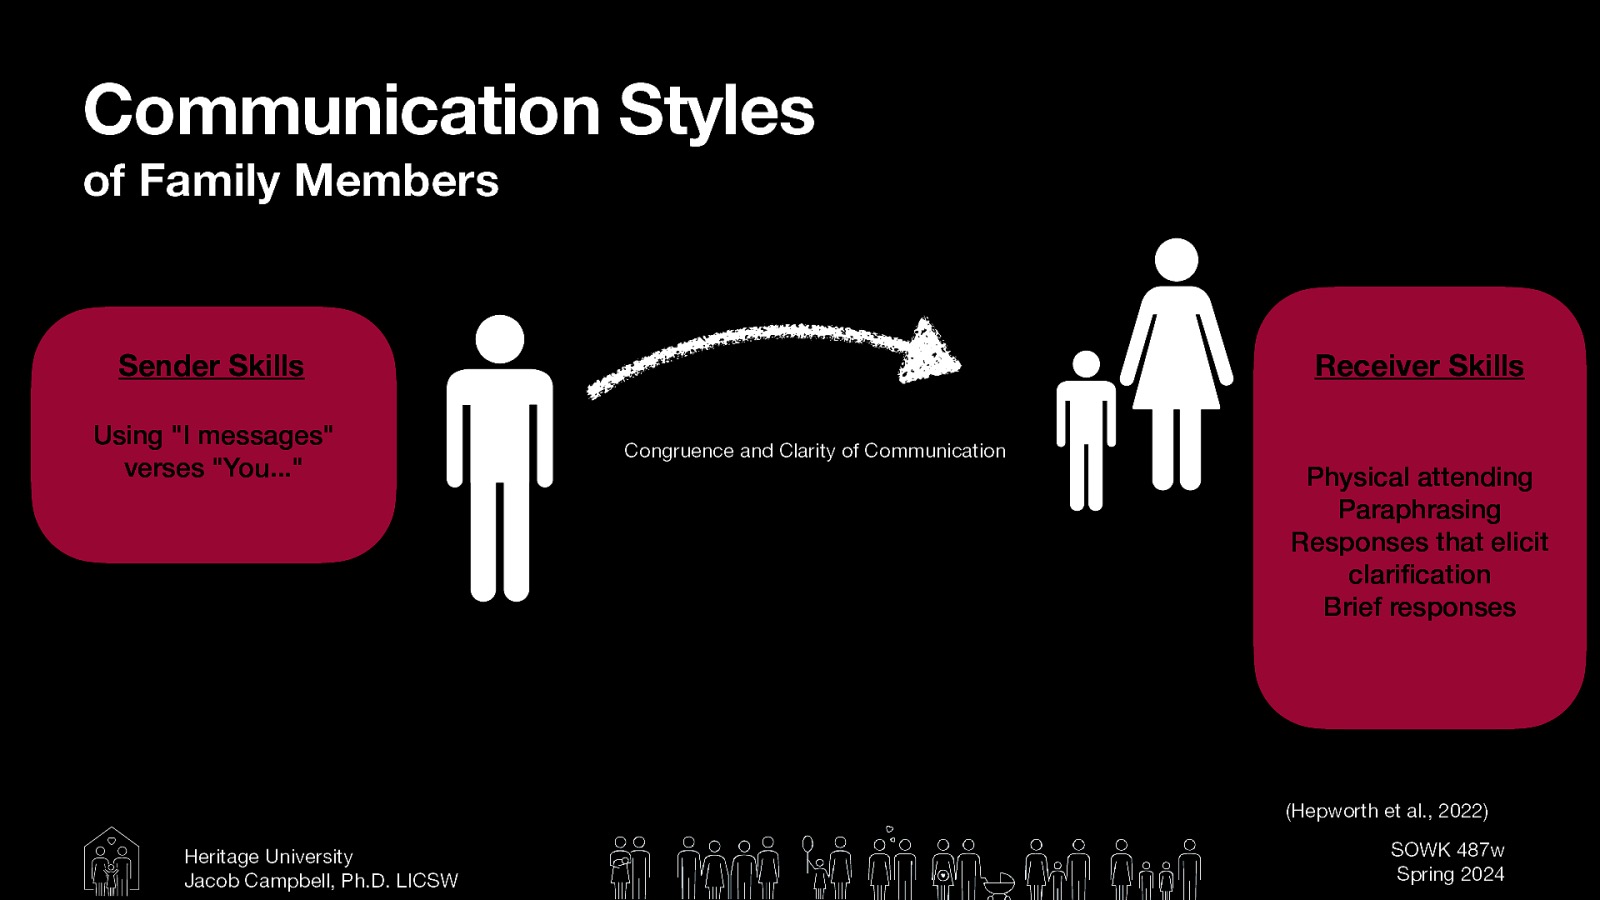 Communication Styles
of Family Members
Sender Skills
Using "I messages"
verses "You..."
Congruence and Clarity of Communication
Receiver Skills
Physical attending
Paraphrasing
Responses that elicit
clarification
Brief responses
(Hepworth et al., 2022)
Heritage University
Jacob Campbell, Ph.D. LICSW
SOWK 487w
Spring 2024